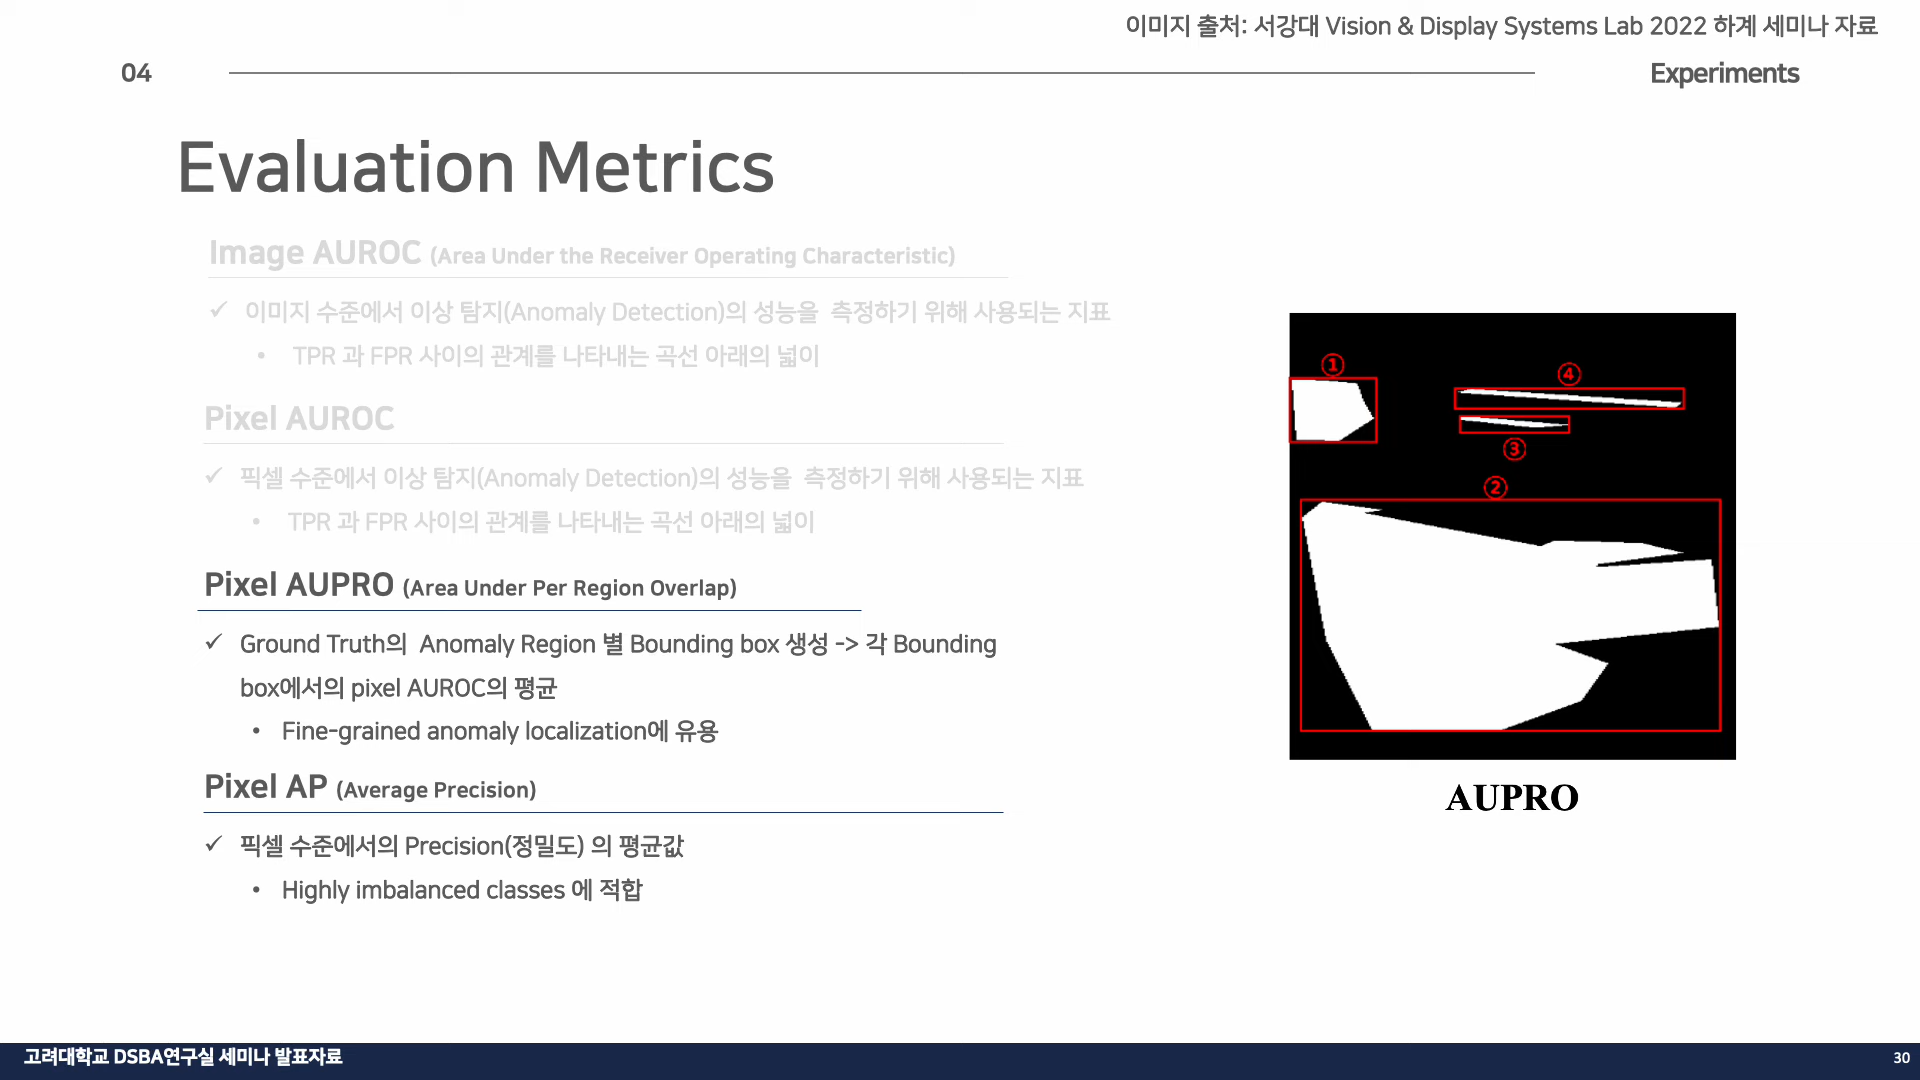 이미지 출처: 서강대 Vision & Display Systems Lab 2022 하계 세미나 자료
04
Experiments
Evaluation Metrics
Image AUROC (Area Under the Receiver Operating Characteristic)
✓ 이미지 수준에서 이상 탐지(Anomaly Detection)의 성능을 측정하기 위해 사용되는 지표
• TPR 과 FPR 사이의 관계를 나타내는 곡선 아래의 넓이
Pixel AUROC
✓ 픽셀 수준에서 이상 탐지(Anomaly Detection)의 성능을 측정하기 위해 사용되는 지표
• TPR 과 FPR 사이의 관계를 나타내는 곡선 아래의 넓이
Pixel AUPRO (Area Under Per Region Overlap)
✓ Ground Truth의 Anomaly Region 별 Bounding box 생성 -> 각 Bounding
box에서의 pixel AUROC의 평균
• Fine-grained anomaly localization에 유용
Pixel AP (Average Precision)
✓ 픽셀 수준에서의 Precision(정밀도) 의 평균값
• Highly imbalanced classes 에 적합
①
④
③
②
AUPRO
고려대학교 DSBA연구실 세미나 발표자료
30